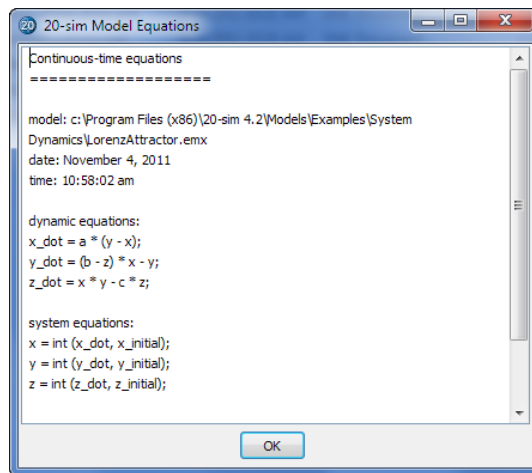 20-sim Model Equations
Continuous-time equations
===================
model: c:\Program Files (x86)\20-sim 4.2\Models\Examples\System
Dynamics\LorenzAttractor.emx
date: November 4, 2011
time: 10:58:02 am
dynamic equations:
x_dot = a * (y - x);
y_dot = (b - z) * x - y;
z_dot = x * y - c * z;
system equations:
x = int (x_dot, x_initial);
y = int (y_dot, y_initial);
z = int (z_dot, z_initial);
OK